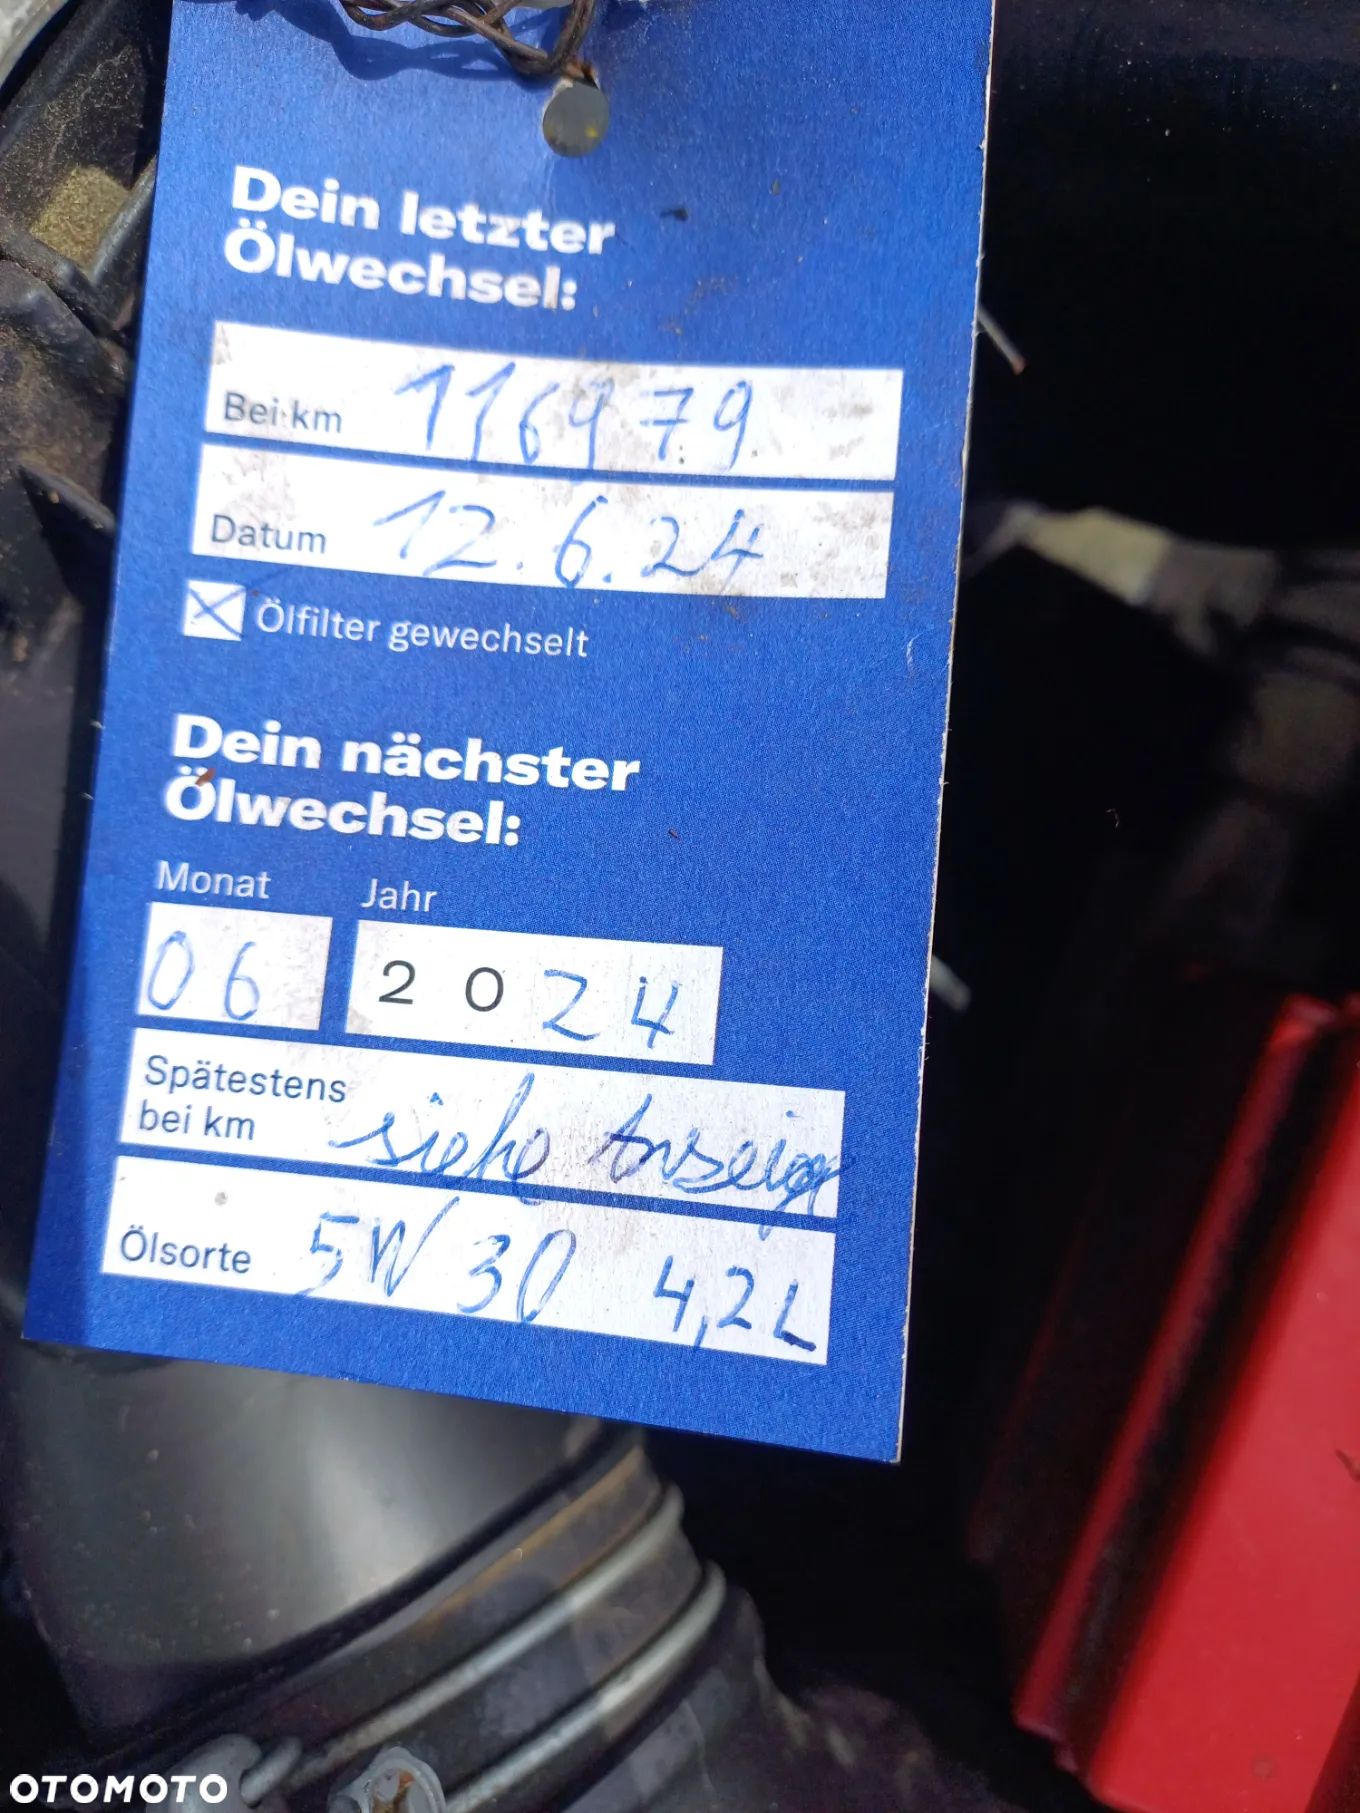 Dein letzter
Ölwechsel:
Bei km 116979
Datum 12.6.24
Ölfilter gewechselt
Dein nächster
Ölwechsel:
Monat Jahr
06 2024
Spätestens
bei km siehe Anzeige
Ölsorte 5W30 4,2L
OTOMOTO